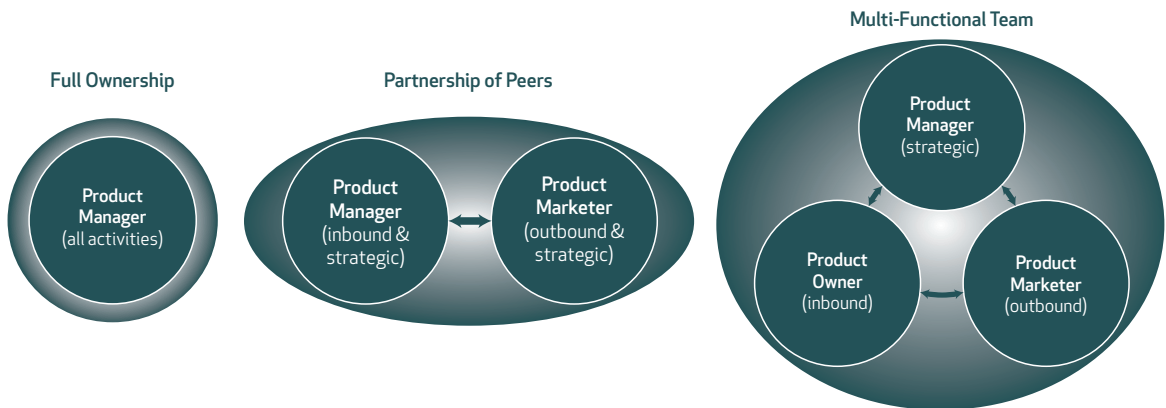 Full Ownership
Product
Manager
(all activities)
Partnership of Peers
Product
Manager
(inbound &
strategic)
Product
Marketer
(outbound &
strategic)
Multi-Functional Team
Product
Manager
(strategic)
Product
Owner
(inbound)
Product
Marketer
(outbound)